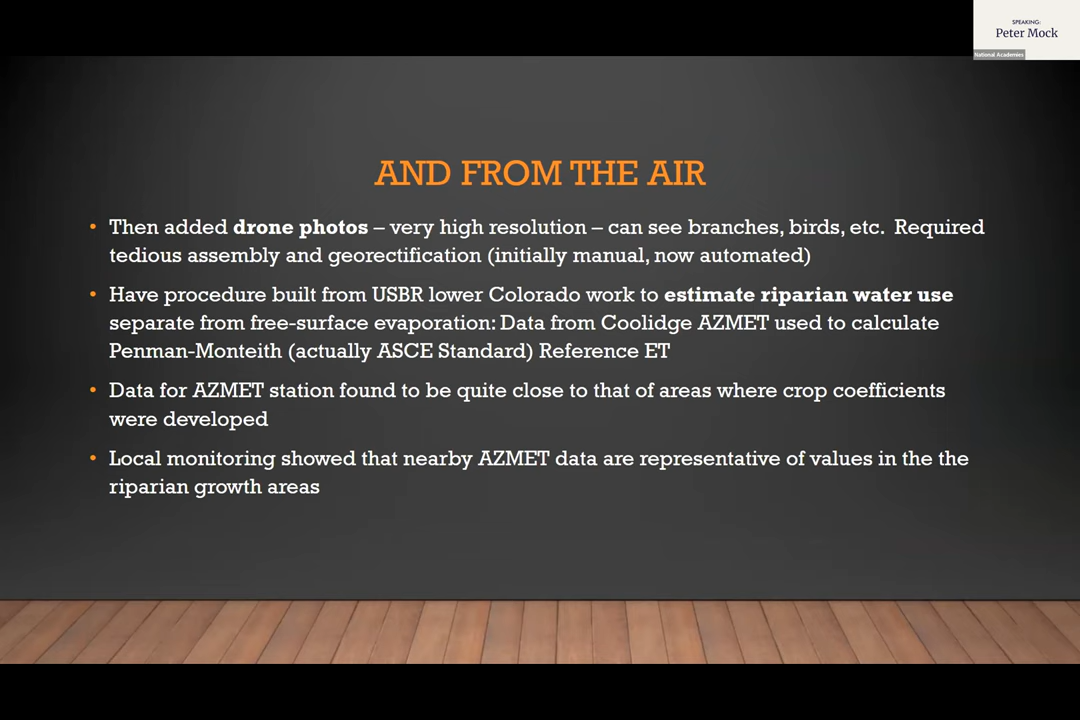 SPEAKING:
Peter Mock
National Academies
AND FROM THE AIR
• Then added drone photos – very high resolution – can see branches, birds, etc.  Required
tedious assembly and georectification (initially manual, now automated)
• Have procedure built from USBR lower Colorado work to estimate riparian water use
separate from free-surface evaporation: Data from Coolidge AZMET used to calculate
Penman-Monteith (actually ASCE Standard) Reference ET
• Data for AZMET station found to be quite close to that of areas where crop coefficients
were developed
• Local monitoring showed that nearby AZMET data are representative of values in the the
riparian growth areas